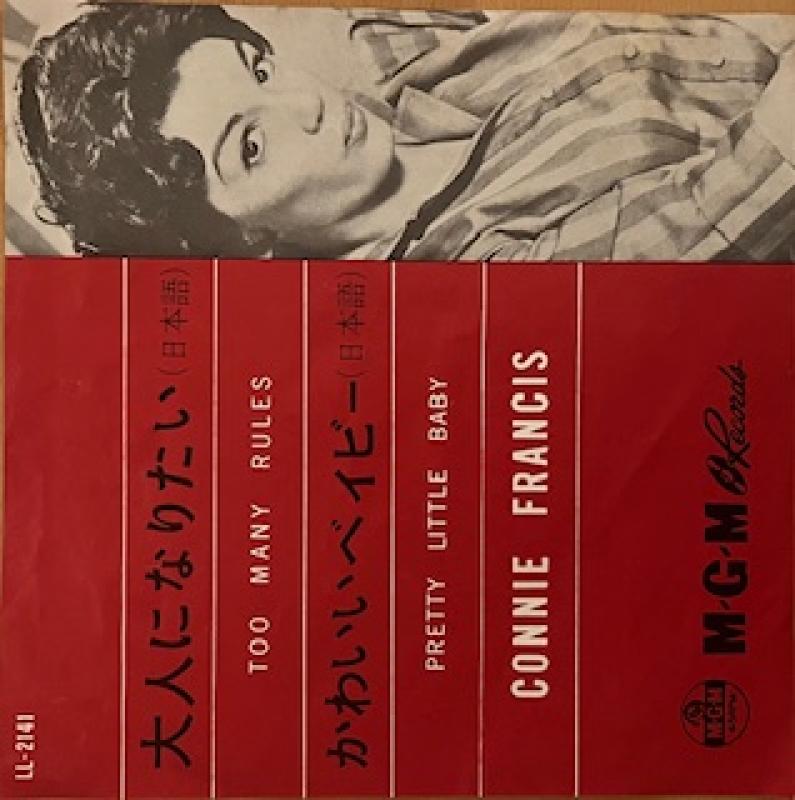 LL-2141
大人になりたい(日本語)
TOO MANY RULES
かわいいベイビー(日本語)
PRETTY LITTLE BABY
CONNIE FRANCIS
M-G-M Records
M-G-M